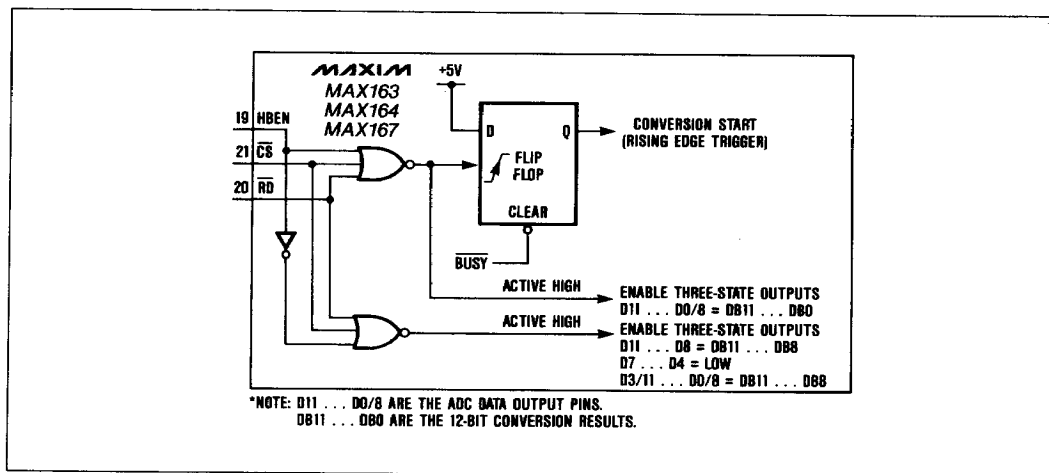 MAXIM
MAX163
MAX164
MAX167
+5V
19 HBEN
21 C̅S̅
20 R̅D̅
D Q
FLIP
FLOP
CLEAR
B̅U̅S̅Y̅
CONVERSION START
(RISING EDGE TRIGGER)
ACTIVE HIGH
ENABLE THREE-STATE OUTPUTS
D11 ... D0/8 = DB11 ... DB0
ACTIVE HIGH
ENABLE THREE-STATE OUTPUTS
D11 ... D8 = DB11 ... DB8
D7 ... D4 = LOW
D3/11 ... D0/8 = DB11 ... DB8
*NOTE: D11 ... D0/8 ARE THE ADC DATA OUTPUT PINS.
DB11 ... DB0 ARE THE 12-BIT CONVERSION RESULTS.